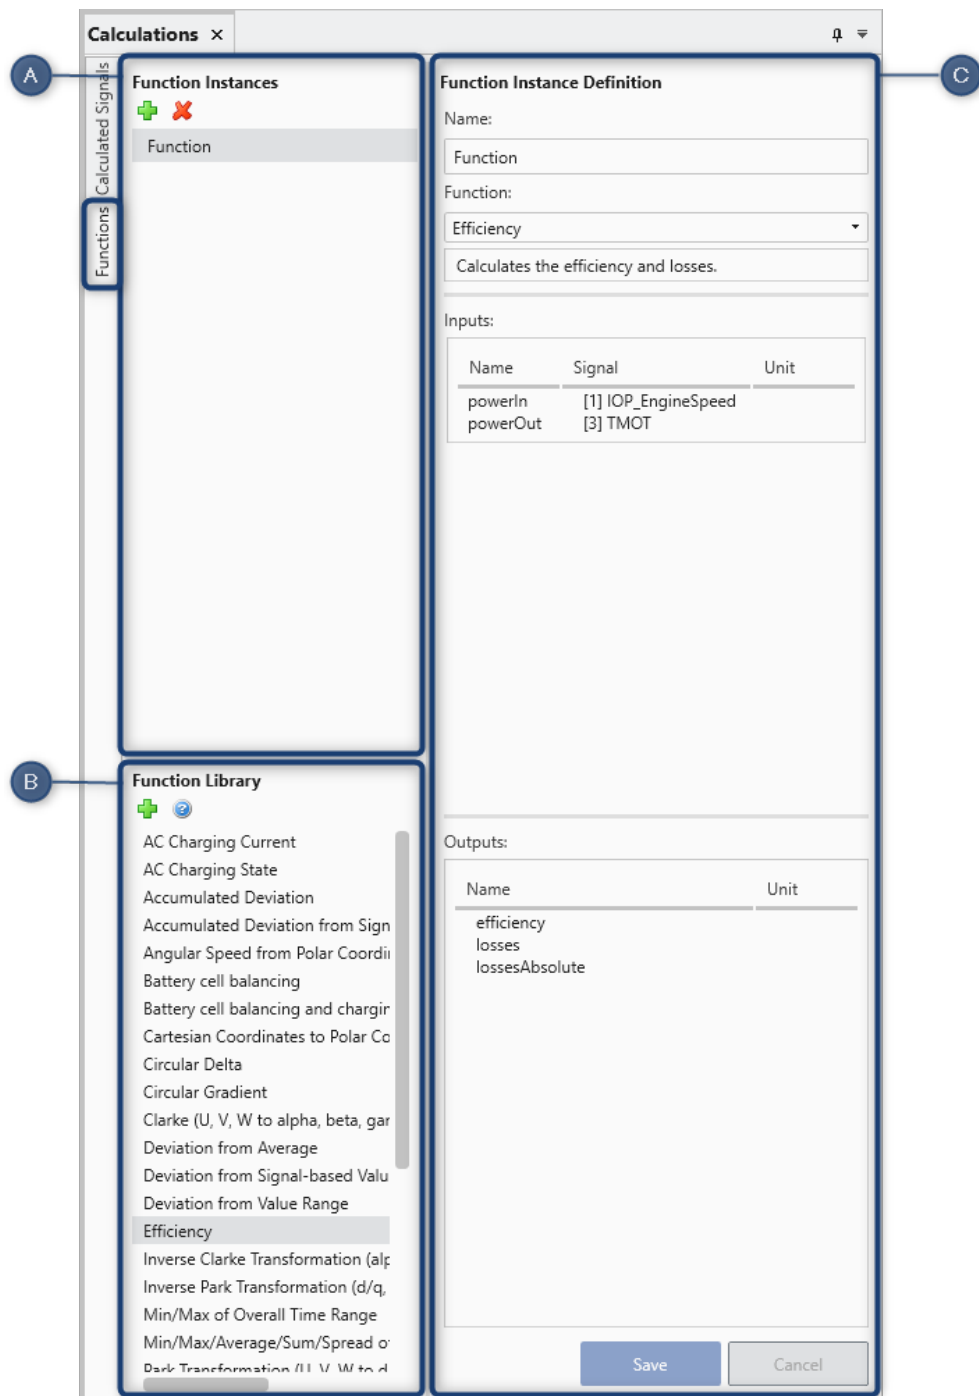 Calculations
A
C
Calculated Signals
Functions
Function Instances
Function
Function Instance Definition
Name:
Function
Function:
Efficiency
Calculates the efficiency and losses.
Inputs:
Name Signal Unit
powerIn [1] IOP_EngineSpeed
powerOut [3] TMOT
B
Function Library
AC Charging Current
AC Charging State
Accumulated Deviation
Accumulated Deviation from Sign
Angular Speed from Polar Coordi
Battery cell balancing
Battery cell balancing and chargin
Cartesian Coordinates to Polar Co
Circular Delta
Circular Gradient
Clarke (U, V, W to alpha, beta, gar
Deviation from Average
Deviation from Signal-based Valu
Deviation from Value Range
Efficiency
Inverse Clarke Transformation (alp
Inverse Park Transformation (d/q,
Min/Max of Overall Time Range
Min/Max/Average/Sum/Spread o
Park Transformation (U, V, W to d
Outputs:
Name Unit
efficiency
losses
lossesAbsolute
Save Cancel